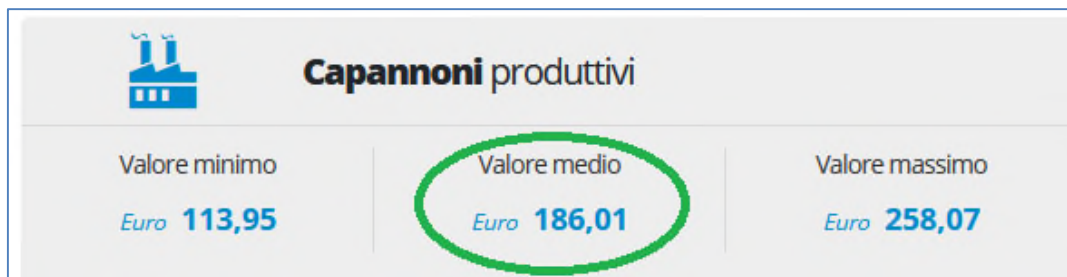 Capannoni produttivi
Valore minimo
Valore medio
Valore massimo
Euro 113,95
Euro 186,01
Euro 258,07